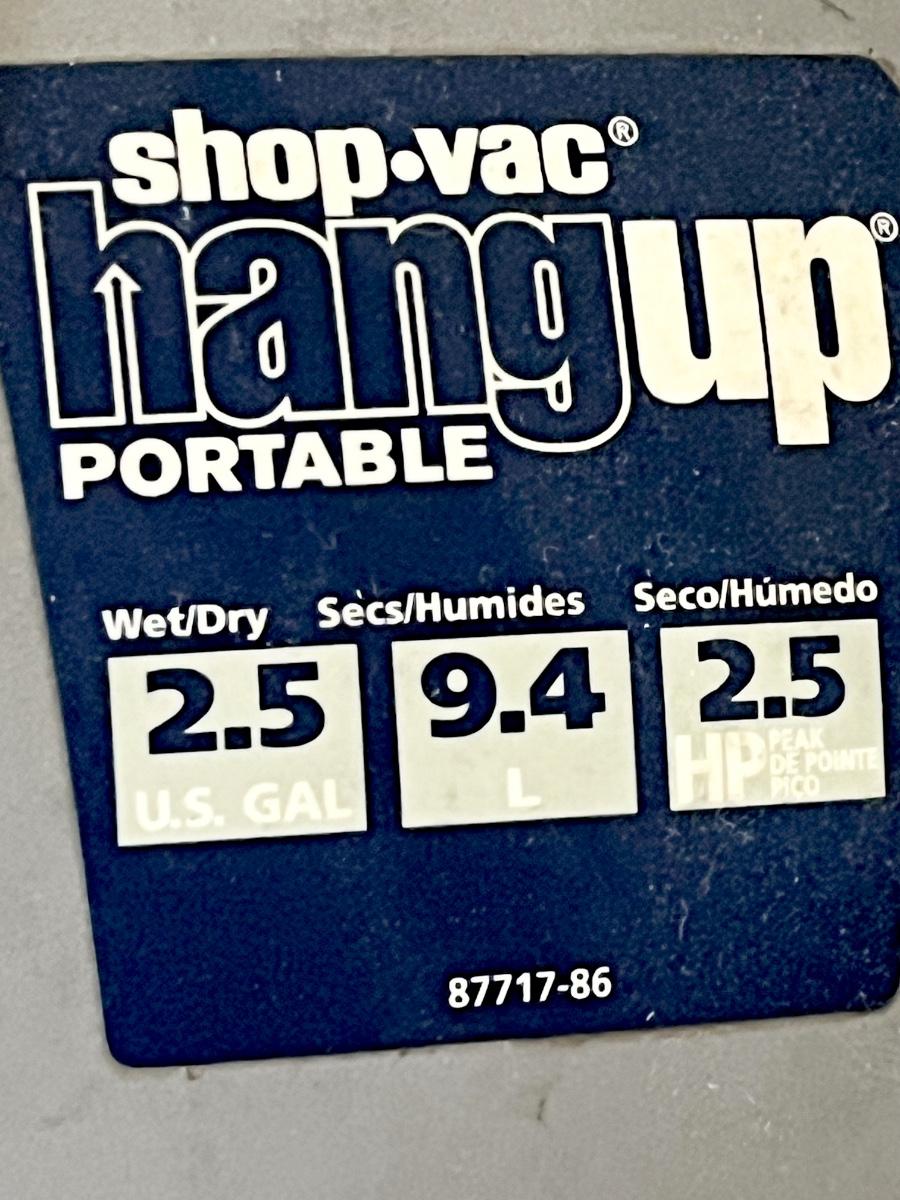 shop·vac®
hangup®
PORTABLE
Wet/Dry Secs/Humides Seco/Húmedo
2.5 9.4 2.5
U.S. GAL L HP PEAK
DE POINTE
PICO
87717-86